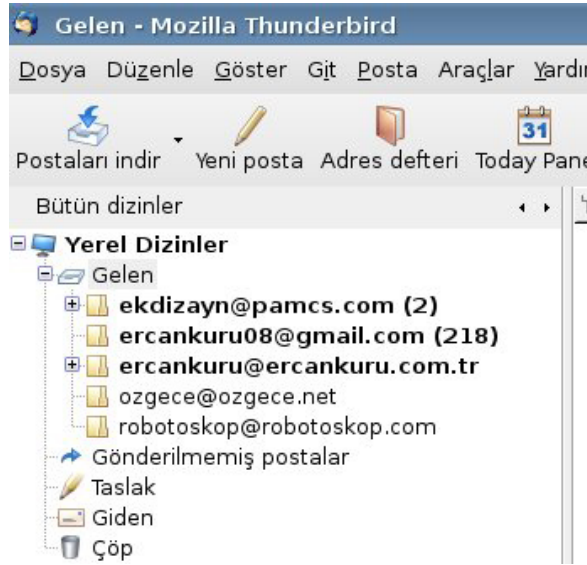 Gelen - Mozilla Thunderbird
Dosya Düzenle Göster Git Posta Araçlar
31
Postaları indir Yeni posta Adres defteri Today
Bütün dizinler
Yerel Dizinler
Gelen
ekdizayn@pamcs.com (2)
ercankuru08@gmail.com (218)
ercankuru@ercankuru.com.tr
ozgece@ozgece.net
robotoskop@robotoskop.com
Gönderilmemiş postalar
Taslak
Giden
Çöp